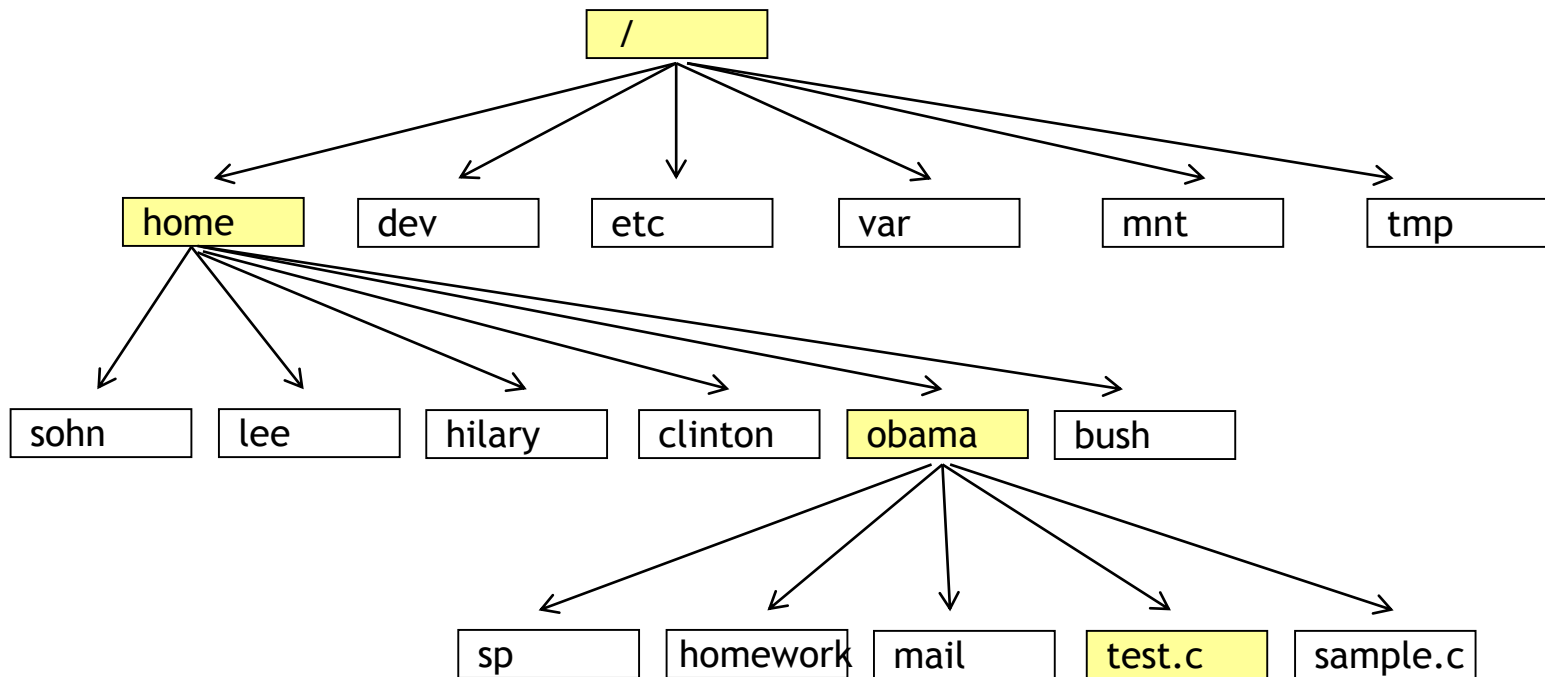 /
home dev etc var mnt tmp
sohn lee hilary clinton obama bush
sp homework mail test.c sample.c